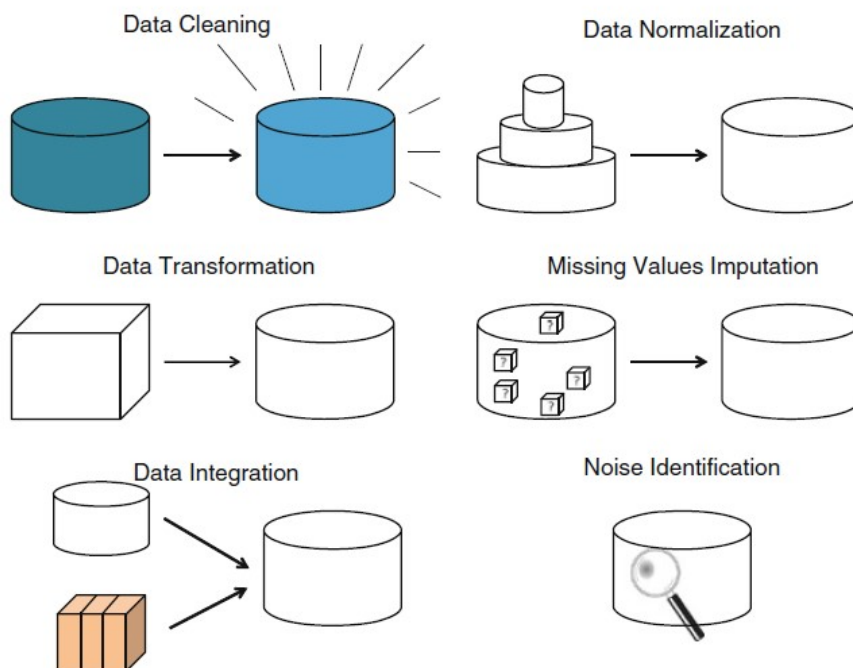 Data Cleaning
Data Normalization
Data Transformation
Missing Values Imputation
?
?
?
?
?
Data Integration
Noise Identification